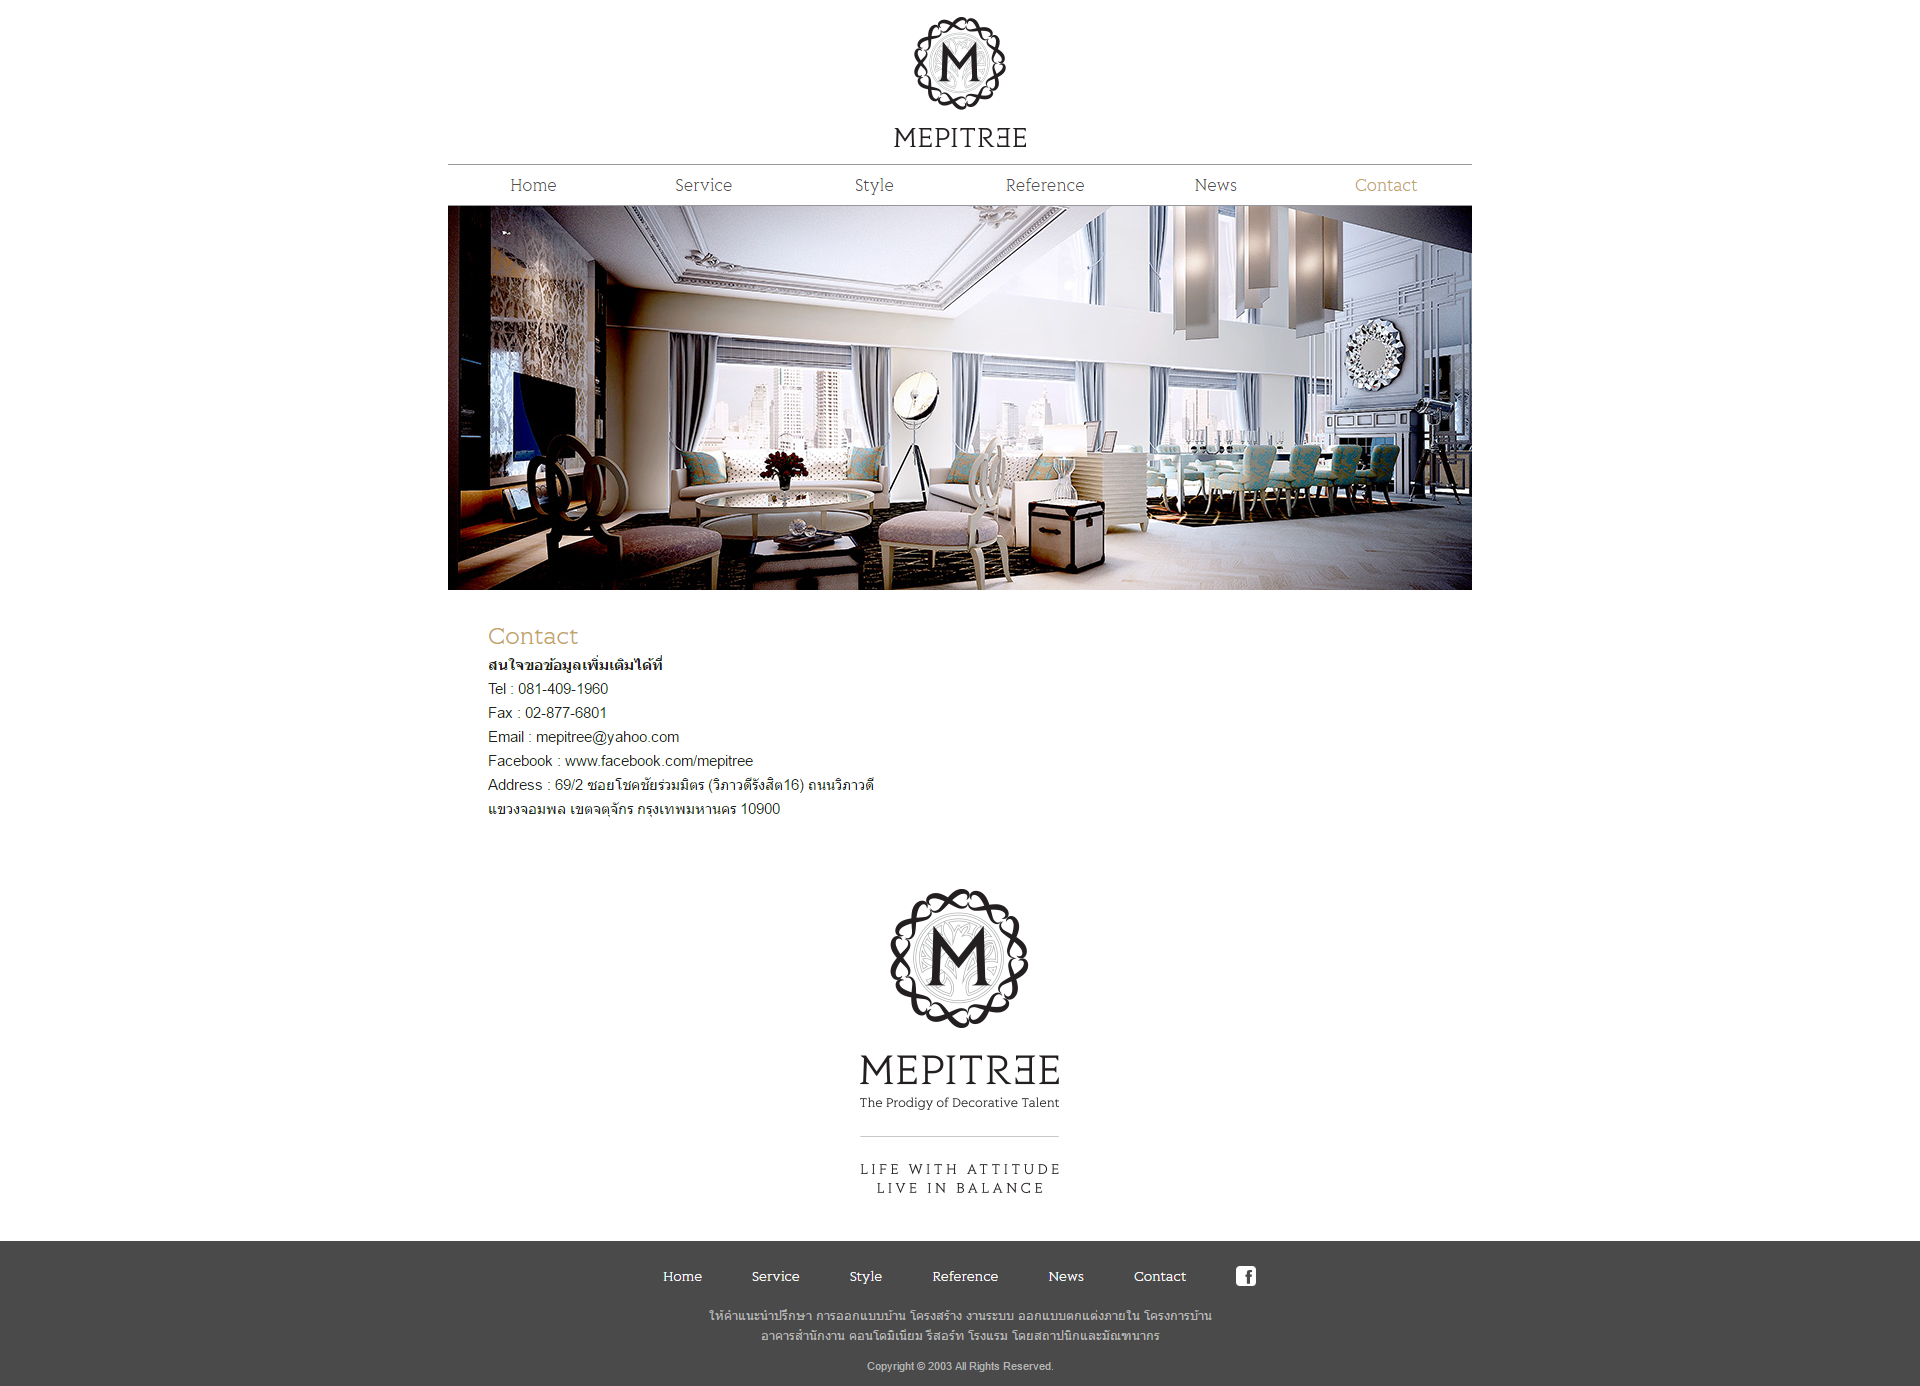 M
MEPITRƎE
Home Service Style Reference News Contact
Contact
สนใจขอข้อมูลเพิ่มเติมได้ที่
Tel : 081-409-1960
Fax : 02-877-6801
Email : mepitree@yahoo.com
Facebook : www.facebook.com/mepitree
Address : 69/2 ซอยโชคชัยร่วมมิตร (วิภาวดีรังสิต16) ถนนวิภาวดี
แขวงจอมพล เขตจตุจักร กรุงเทพมหานคร 10900
M
MEPITRƎE
The Prodigy of Decorative Talent
LIFE WITH ATTITUDE
LIVE IN BALANCE
Home Service Style Reference News Contact
ให้คำแนะนำปรึกษา การออกแบบบ้าน โครงสร้าง งานระบบ ออกแบบตกแต่งภายใน โครงการบ้าน
อาคารสำนักงาน คอนโดมิเนียม รีสอร์ท โรงแรม โดยสถาปนิกและมัณฑนากร
Copyright © 2003 All Rights Reserved.